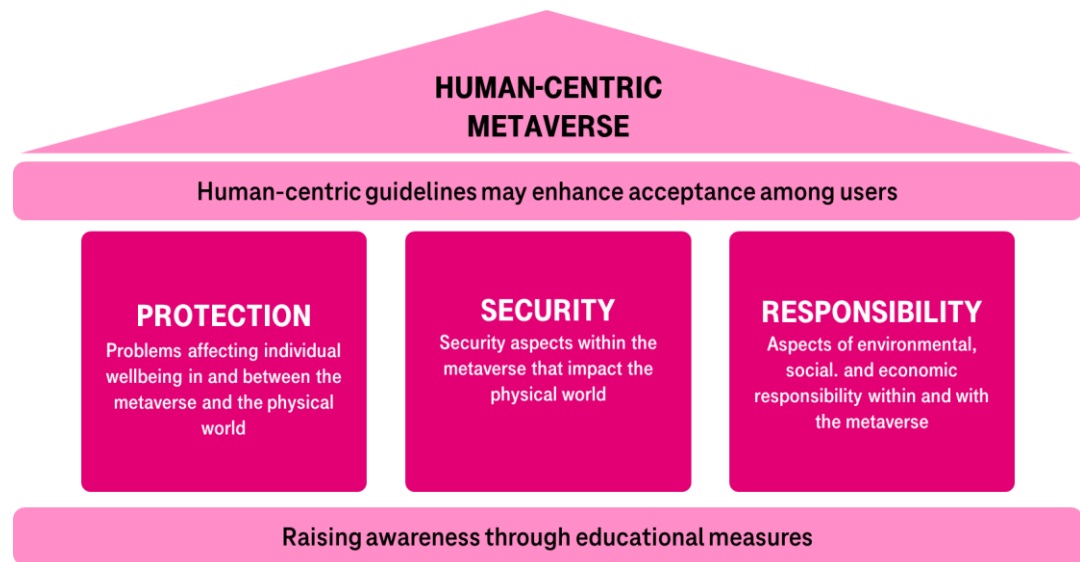 HUMAN-CENTRIC
METAVERSE
Human-centric guidelines may enhance acceptance among users
PROTECTION
Problems affecting individual
wellbeing in and between the
metaverse and the physical
world
SECURITY
Security aspects within the
metaverse that impact the
physical world
RESPONSIBILITY
Aspects of environmental,
social. and economic
responsibility within and with
the metaverse
Raising awareness through educational measures